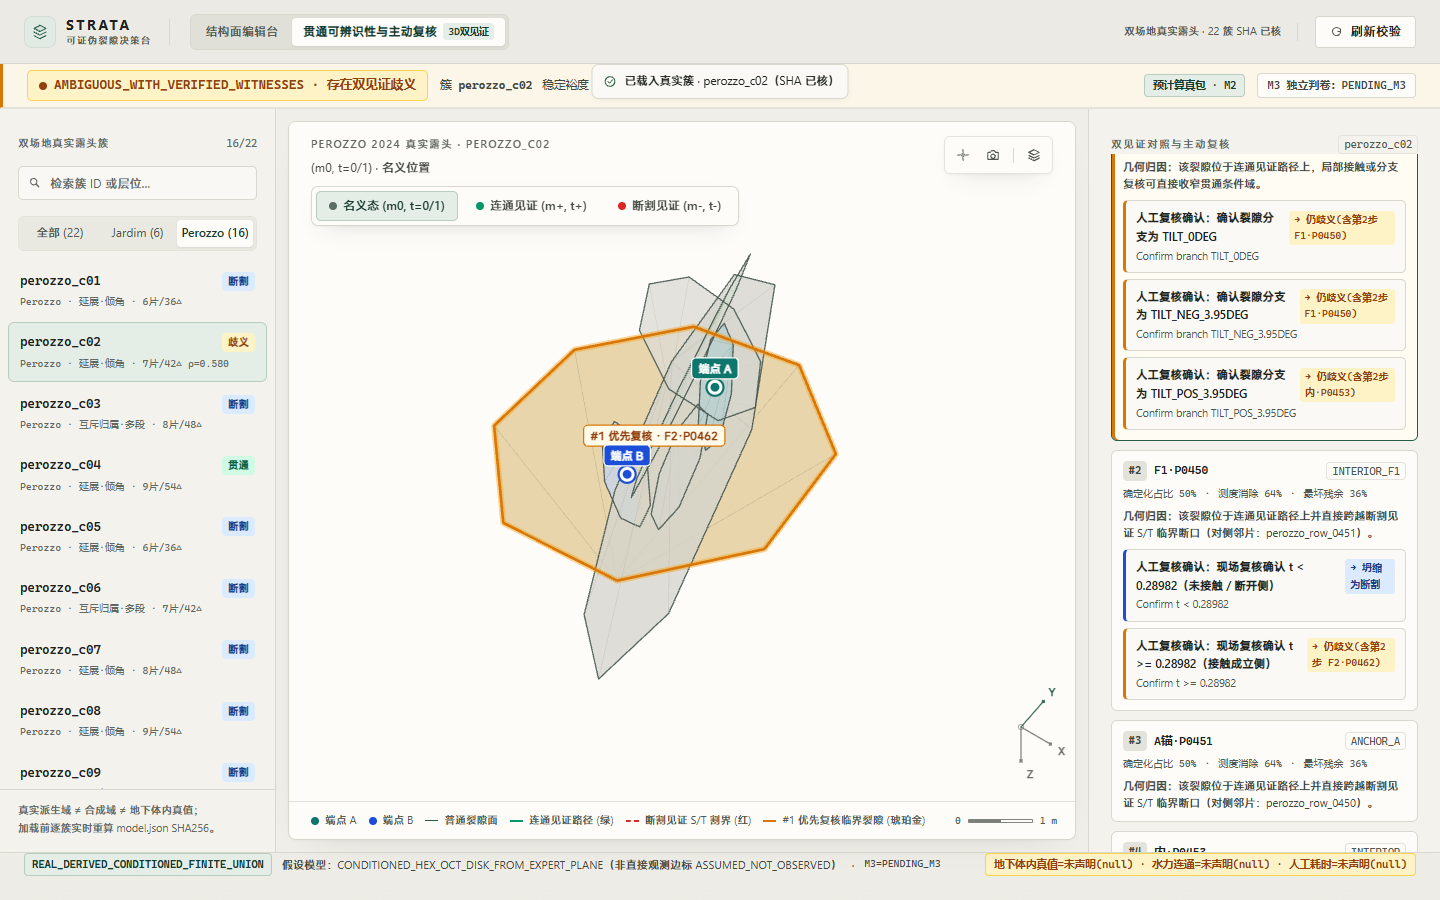 STRATA
可证伪裂隙决策台
结构面编辑台
贯通可辨识性与主动复核 3D双见证
双场地真实露头 · 22 簇 SHA 已核
刷新校验
AMBIGUOUS_WITH_VERIFIED_WITNESSES · 存在双见证歧义
簇 perozzo_c02 稳定裕度
已载入真实簇 · perozzo_c02（SHA 已核）
预计算真包 · M2
M3 独立判卷: PENDING_M3
双场地真实露头簇 16/22
检索簇 ID 或层位...
全部 (22) Jardim (6) Perozzo (16)
perozzo_c01 断割
Perozzo · 延展·倾角 · 6片/36▵
perozzo_c02 歧义
Perozzo · 延展·倾角 · 7片/42▵ ρ=0.580
perozzo_c03 断割
Perozzo · 互斥归属·多段 · 8片/48▵
perozzo_c04 贯通
Perozzo · 延展·倾角 · 9片/54▵
perozzo_c05 断割
Perozzo · 延展·倾角 · 6片/36▵
perozzo_c06 断割
Perozzo · 互斥归属·多段 · 7片/42▵
perozzo_c07 断割
Perozzo · 延展·倾角 · 8片/48▵
perozzo_c08 断割
Perozzo · 延展·倾角 · 9片/54▵
perozzo_c09 断割
真实派生域 ≠ 合成域 ≠ 地下体内真值；
加载前逐簇实时重算 model.json SHA256。
PEROZZO 2024 真实露头 · PEROZZO_C02
(m0, t=0/1) · 名义位置
名义态 (m0, t=0/1) 连通见证 (m+, t+) 断割见证 (m-, t-)
端点 A
#1 优先复核 · F2·P0462
端点 B
Y
X
Z
端点 A 端点 B 普通裂隙面 连通见证路径 (绿) 断割见证 S/T 割界 (红) #1 优先复核临界裂隙 (琥珀金) 0 1 m
双见证对照与主动复核 perozzo_c02
几何归因：该裂隙位于连通见证路径上，局部接触或分支
复核可直接收窄贯通条件域。
人工复核确认：确认裂隙分
支为 TILT_0DEG
Confirm branch TILT_0DEG
→ 仍歧义(含第2步
F1·P0450)
人工复核确认：确认裂隙分支
为 TILT_NEG_3.95DEG
Confirm branch TILT_NEG_3.95DEG
→ 仍歧义(含第2步
F1·P0450)
人工复核确认：确认裂隙分支
为 TILT_POS_3.95DEG
Confirm branch TILT_POS_3.95DEG
→ 仍歧义(含第2步
内·P0453)
#2 F1·P0450 INTERIOR_F1
确定化占比 50% · 测度消除 64% · 最坏残余 36%
几何归因：该裂隙位于连通见证路径上并直接跨越断割见
证 S/T 临界断口（对侧邻片：perozzo_row_0451）。
人工复核确认：现场复核确认 t <
0.28982（未接触 / 断开侧）
Confirm t < 0.28982
→ 坍缩
为断割
人工复核确认：现场复核确认 t
>= 0.28982（接触成立侧）
Confirm t >= 0.28982
→ 仍歧义(含第2
步 F2·P0462)
#3 A锚·P0451 ANCHOR_A
确定化占比 50% · 测度消除 64% · 最坏残余 36%
几何归因：该裂隙位于连通见证路径上并直接跨越断割见
证 S/T 临界断口（对侧邻片：perozzo_row_0450）。
#4 内·P0453 INTERIOR
REAL_DERIVED_CONDITIONED_FINITE_UNION
假设模型：CONDITIONED_HEX_OCT_DISK_FROM_EXPERT_PLANE（非直接观测边标 ASSUMED_NOT_OBSERVED） · M3=PENDING_M3
地下体内真值=未声明(null) · 水力连通=未声明(null) · 人工耗时=未声明(null)